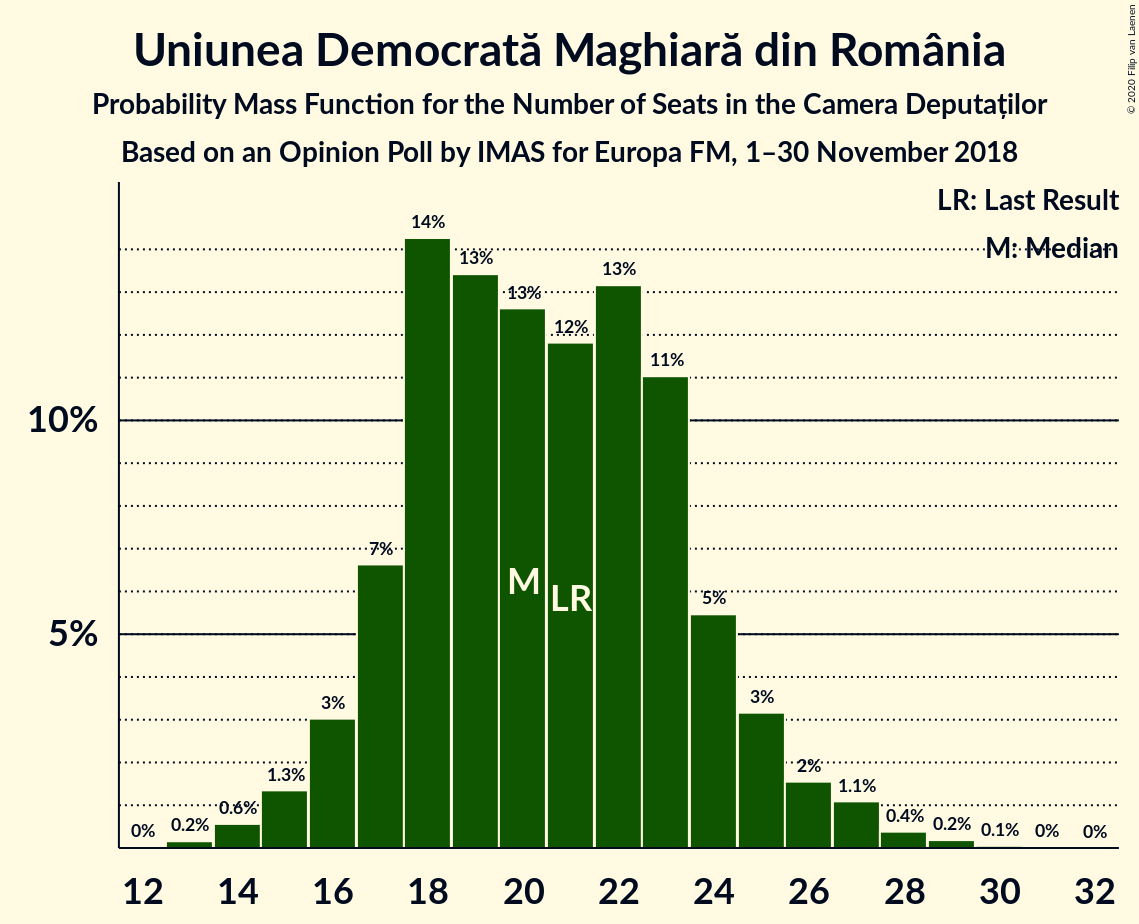 Uniunea Democrată Maghiară din România
Probability Mass Function for the Number of Seats in the Camera Deputaților
Based on an Opinion Poll by IMAS for Europa FM, 1–30 November 2018
© 2020 Filip van Laenen
LR: Last Result
M: Median
14%
13%
13%
13%
12%
11%
10%
7%
M
LR
5%
5%
3%
3%
2%
1.3%
1.1%
0.6%
0.4%
0% 0.2% 0.2% 0.1% 0% 0%
12 14 16 18 20 22 24 26 28 30 32